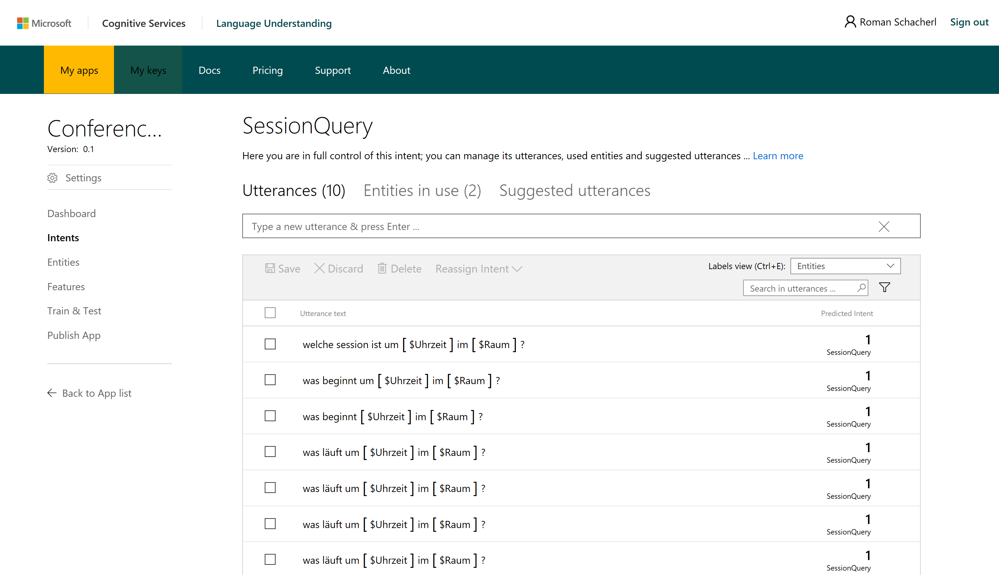 Microsoft Cognitive Services Language Understanding Roman Schacherl Sign out
My apps My keys Docs Pricing Support About
Conferenc...
Version: 0.1
Settings
Dashboard
Intents
Entities
Features
Train & Test
Publish App
Back to App list
SessionQuery
Here you are in full control of this intent; you can manage its utterances, used entities and suggested utterances ... Learn more
Utterances (10) Entities in use (2) Suggested utterances
Type a new utterance & press Enter ...
Save Discard Delete Reassign Intent Labels view (Ctrl+E): Entities
Search in utterances ...
Utterance text Predicted Intent
welche session ist um [ $Uhrzeit ] im [ $Raum ] ? 1
SessionQuery
was beginnt um [ $Uhrzeit ] im [ $Raum ] ? 1
SessionQuery
was beginnt [ $Uhrzeit ] im [ $Raum ] ? 1
SessionQuery
was läuft um [ $Uhrzeit ] im [ $Raum ] ? 1
SessionQuery
was läuft um [ $Uhrzeit ] im [ $Raum ] ? 1
SessionQuery
was läuft um [ $Uhrzeit ] im [ $Raum ] ? 1
SessionQuery
was läuft um [ $Uhrzeit ] im [ $Raum ] ? 1
SessionQuery